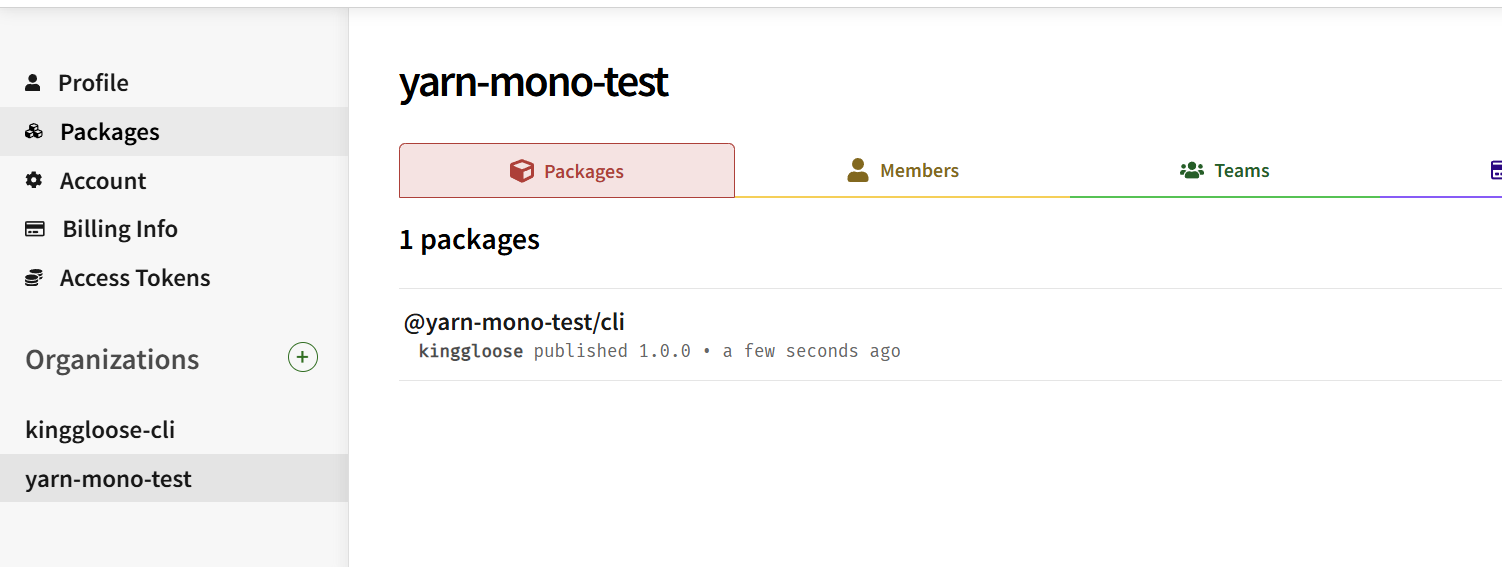 Profile
Packages
Account
Billing Info
Access Tokens
Organizations
kinggloose-cli
yarn-mono-test
yarn-mono-test
Packages
Members
Teams
1 packages
@yarn-mono-test/cli
kinggloose published 1.0.0 • a few seconds ago